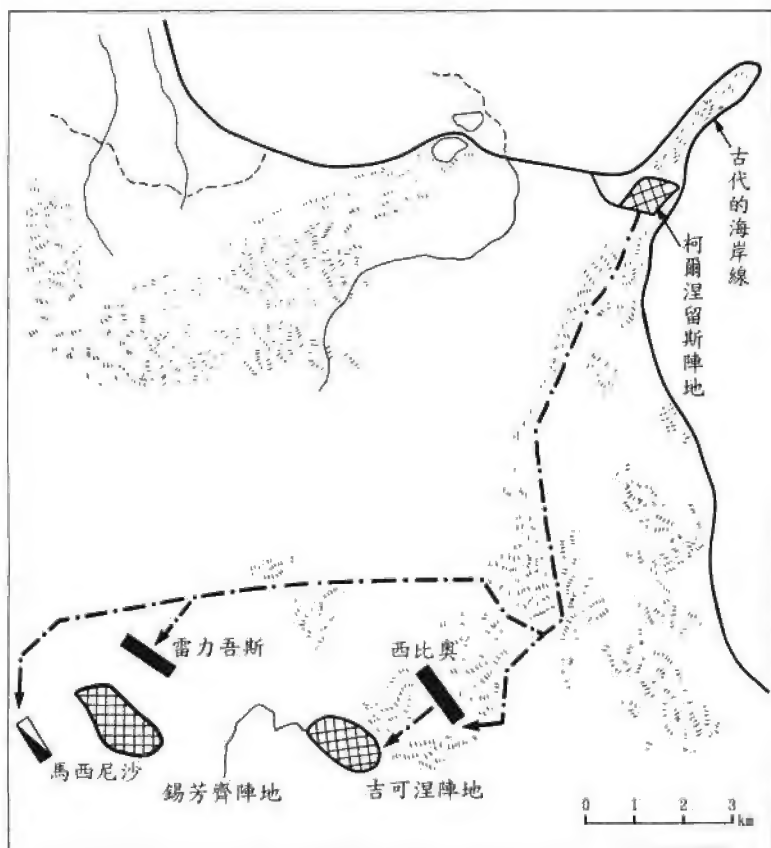 古代的海岸線
柯爾涅留斯陣地
雷力吾斯
西比奧
馬西尼沙
錫芳齊陣地
吉可涅陣地
0 1 2 3
km